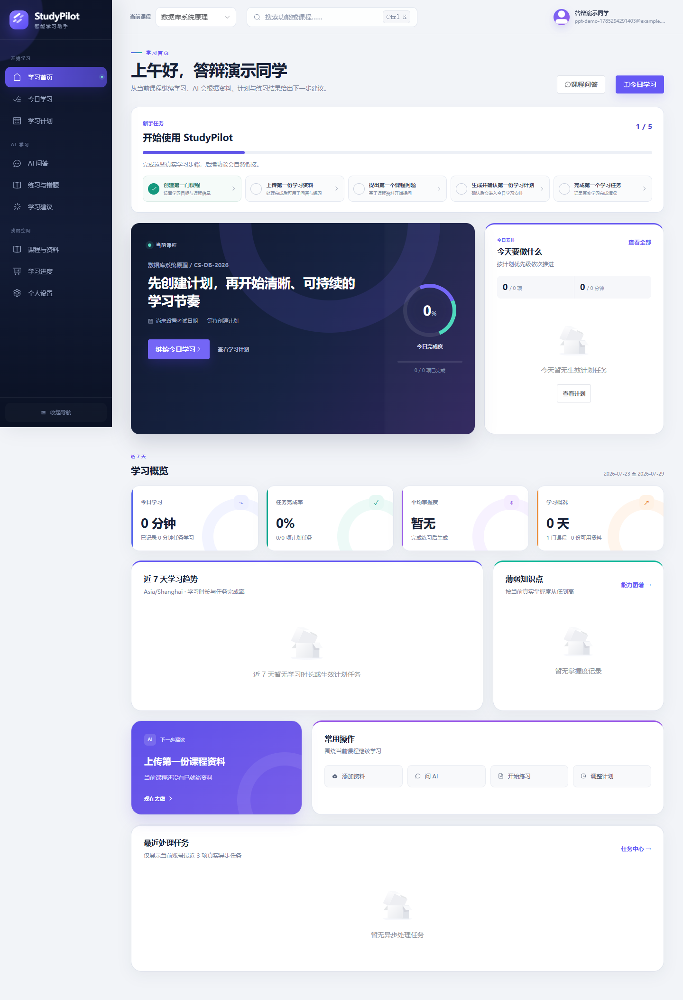 StudyPilot
智能学习助手
开始学习
学习首页
今日学习
学习计划
AI 学习
AI 问答
练习与错题
学习建议
我的空间
课程与资料
学习进度
个人设置
收起导航
当前课程
数据库系统原理
搜索功能或课程......
Ctrl K
答辩演示同学
ppt-demo-1785294291403@example....
学习首页
上午好，答辩演示同学
从当前课程继续学习，AI 会根据资料、计划与练习结果给出下一步建议。
课程问答
今日学习
新手任务
开始使用 StudyPilot
1 / 5
完成这些真实学习步骤，后续功能会自然衔接。
创建第一门课程
设置学习目标与课程信息
上传第一份学习资料
处理完成后可用于问答与练习
提出第一个课程问题
基于课程资料开始提问
生成并确认第一份学习计划
确认后会进入今日学习安排
完成第一个学习任务
记录真实学习完成情况
当前课程
数据库系统原理 / CS-DB-2026
先创建计划，再开始清晰、可持续的
学习节奏
尚未设置考试日期
等待创建计划
继续今日学习
查看学习计划
0%
今日完成度
0 / 0 项已完成
今日安排
今天要做什么
按计划优先级依次推进
查看全部
0 / 0 项
0 / 0 分钟
今天暂无生效计划任务
查看计划
近 7 天
学习概览
2026-07-23 至 2026-07-29
今日学习
0 分钟
已记录 0 分钟任务学习
任务完成率
0%
0/0 项计划任务
平均掌握度
暂无
完成练习后生成
学习概况
0 天
1 门课程 · 0 份可用资料
近 7 天学习趋势
Asia/Shanghai · 学习时长与任务完成率
近 7 天暂无学习时长或生效计划任务
薄弱知识点
按当前真实掌握度从低到高
能力图谱 →
暂无掌握度记录
AI
下一步建议
上传第一份课程资料
当前课程还没有已就绪资料
现在去做
常用操作
围绕当前课程继续学习
添加资料
问 AI
开始练习
调整计划
最近处理任务
仅展示当前账号最近 3 项真实异步任务
任务中心 →
暂无异步处理任务